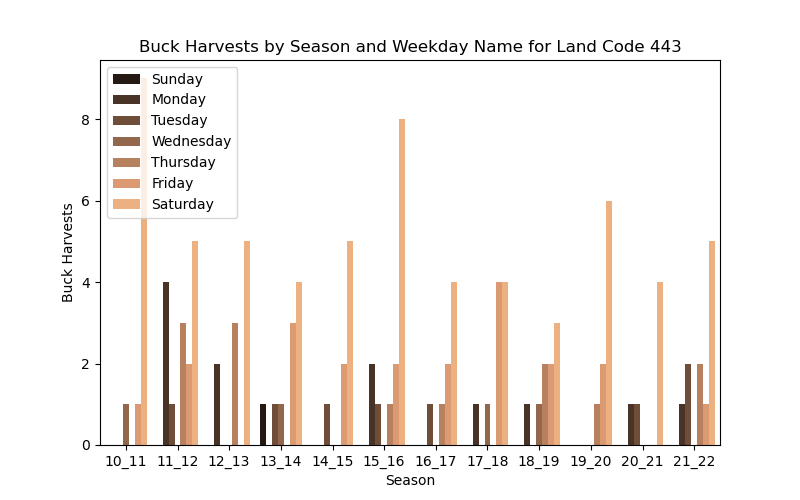 Buck Harvests by Season and Weekday Name for Land Code 443
Sunday
Monday
Tuesday
Wednesday
Thursday
Friday
Saturday
8
6
4
2
0
Buck Harvests
10_11 11_12 12_13 13_14 14_15 15_16 16_17 17_18 18_19 19_20 20_21 21_22
Season